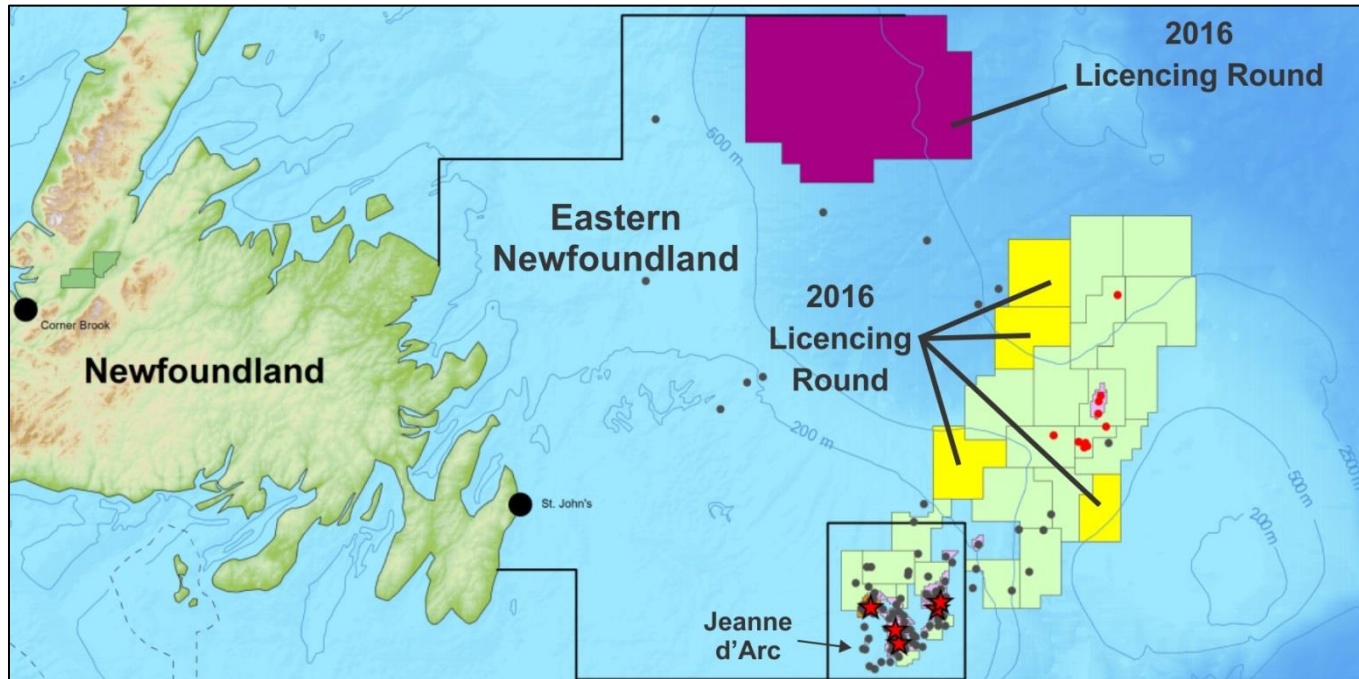 2016
Licencing Round
500 m
Eastern
Newfoundland
2016
Licencing
Round
Corner Brook
Newfoundland
200 m
2500 m
500 m
200 m
St. John's
Jeanne
d'Arc